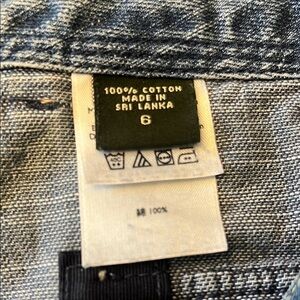 100% COTTON
MADE IN
SRI LANKA
6
100%